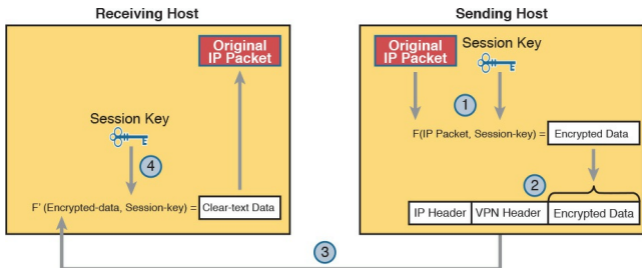 Receiving Host
Original
IP Packet
Session Key
4
F' (Encrypted-data, Session-key) =
Clear-text Data
Sending Host
Original
IP Packet
Session Key
1
F(IP Packet, Session-key) =
Encrypted Data
2
IP Header
VPN Header
Encrypted Data
3